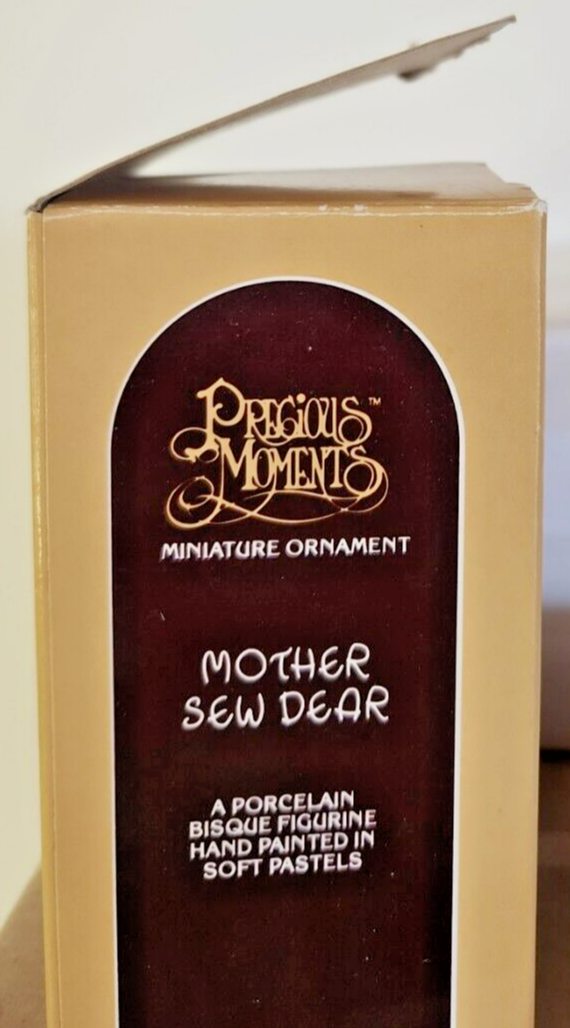 PRECIOUS™
MOMENTS
MINIATURE ORNAMENT
MOTHER
SEW DEAR
A PORCELAIN
BISQUE FIGURINE
HAND PAINTED IN
SOFT PASTELS